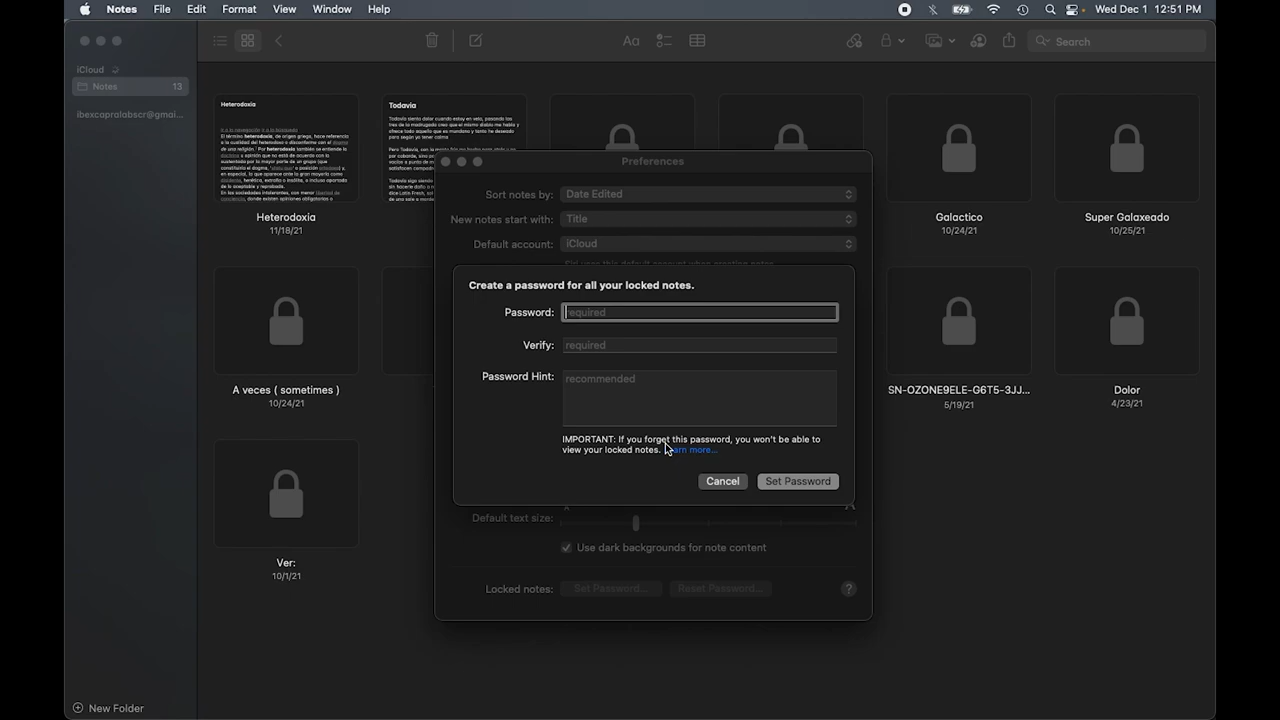 Notes File Edit Format View Window Help Wed Dec 1 12:51 PM
Search
iCloud
Notes 13
ibexcapralabscr@gmai...
Heterodoxia
Heterodoxia
11/18/21
Todavia
Galactico
10/24/21
Super Galaxeado
10/25/21
A veces ( sometimes )
10/24/21
SN-OZONE9ELE-G6T5-3JJ...
5/19/21
Dolor
4/23/21
Ver:
10/1/21
New Folder
Preferences
Sort notes by: Date Edited
New notes start with: Title
Default account: iCloud
Create a password for all your locked notes.
Password: required
Verify: required
Password Hint: recommended
IMPORTANT: If you forget this password, you won't be able to
view your locked notes. more...
Cancel Set Password
Default text size:
Use dark backgrounds for note content
Locked notes: Set Password... Reset Password... ?